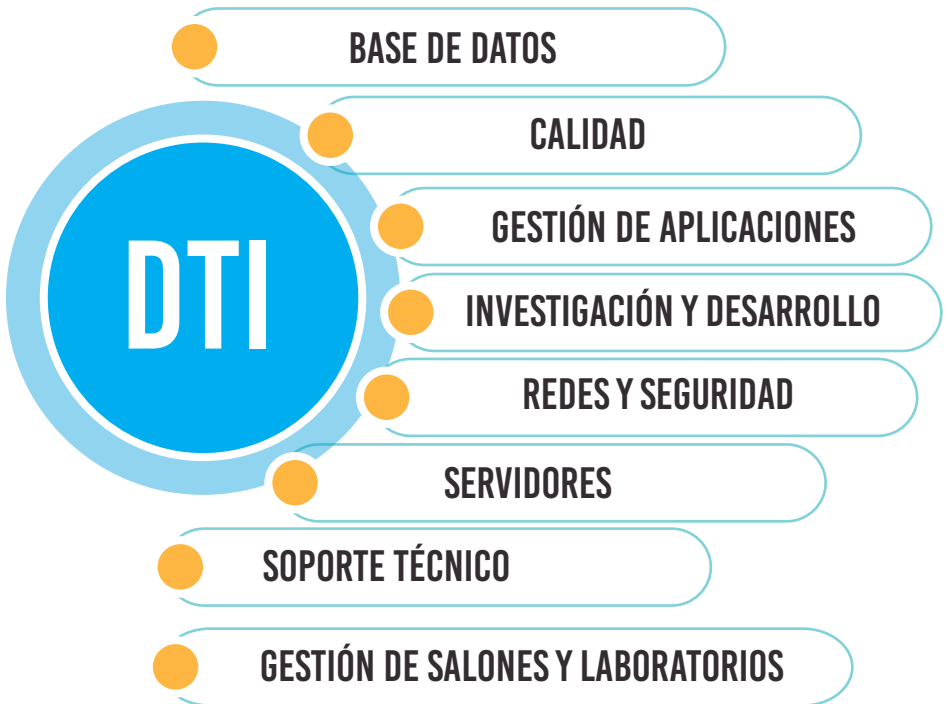 BASE DE DATOS
CALIDAD
DTI
GESTIÓN DE APLICACIONES
INVESTIGACIÓN Y DESARROLLO
REDES Y SEGURIDAD
SERVIDORES
SOPORTE TÉCNICO
GESTIÓN DE SALONES Y LABORATORIOS